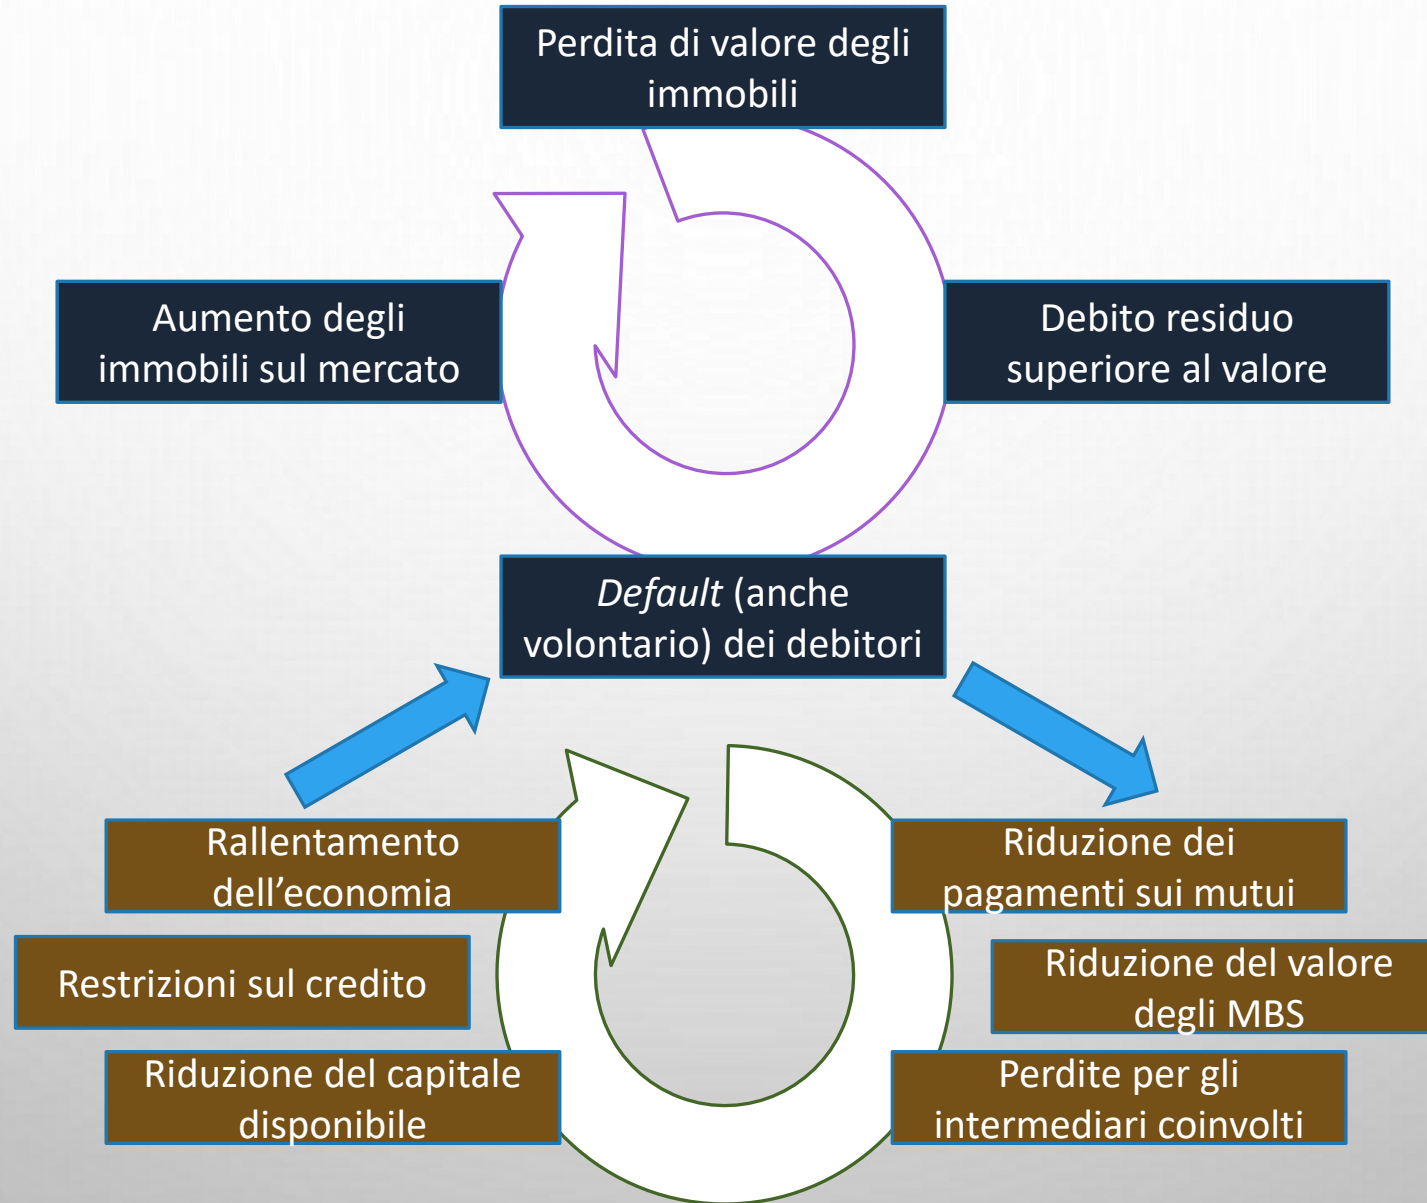 Perdita di valore degli
immobili
Aumento degli
immobili sul mercato
Debito residuo
superiore al valore
Default (anche
volontario) dei debitori
Rallentamento
dell’economia
Riduzione dei
pagamenti sui mutui
Restrizioni sul credito
Riduzione del valore
degli MBS
Riduzione del capitale
disponibile
Perdite per gli
intermediari coinvolti